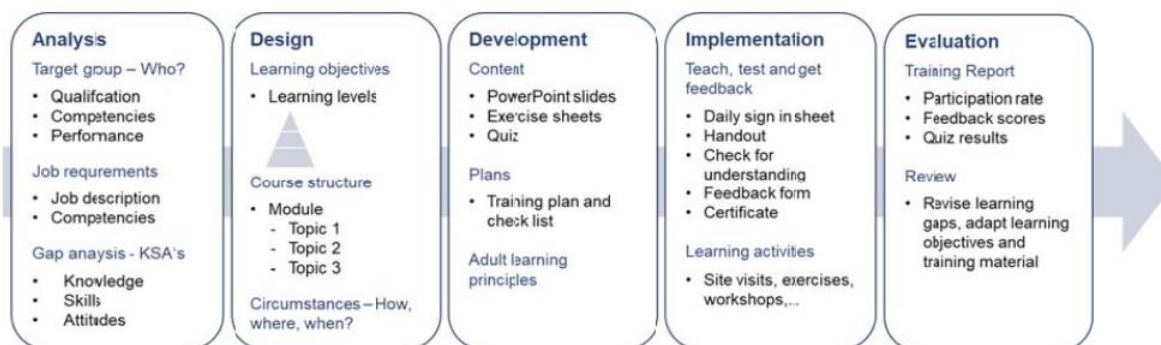 Analysis
Target group – Who?
• Qualifcation
• Competencies
• Performance
Job requrements
• Job description
• Competencies
Gap anaysis - KSA's
• Knowledge
• Skills
• Attitudes
Design
Learning objectives
• Learning levels
Course structure
• Module
- Topic 1
- Topic 2
- Topic 3
Circumstances – How,
where, when?
Development
Content
• PowerPoint slides
• Exercise sheets
• Quiz
Plans
• Training plan and
check list
Adult learning
principles
Implementation
Teach, test and get
feedback
• Daily sign in sheet
• Handout
• Check for
understanding
• Feedback form
• Certificate
Learning activities
• Site visits, exercises,
workshops,...
Evaluation
Training Report
• Participation rate
• Feedback scores
• Quiz results
Review
• Revise learning
gaps, adapt learning
objectives and
training material